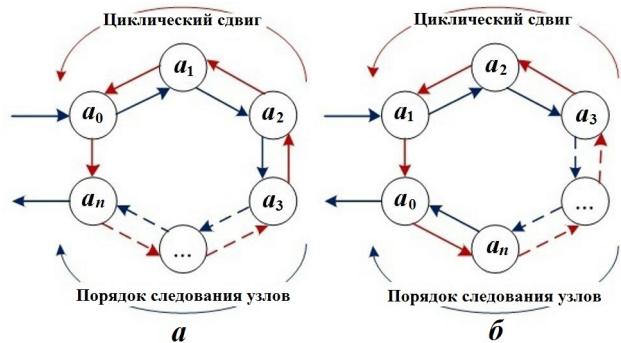 Циклический сдвиг
Циклический сдвиг
a1
a0
a2
an
a3
...
a2
a1
a3
a0
...
an
Порядок следования узлов
Порядок следования узлов
а
б